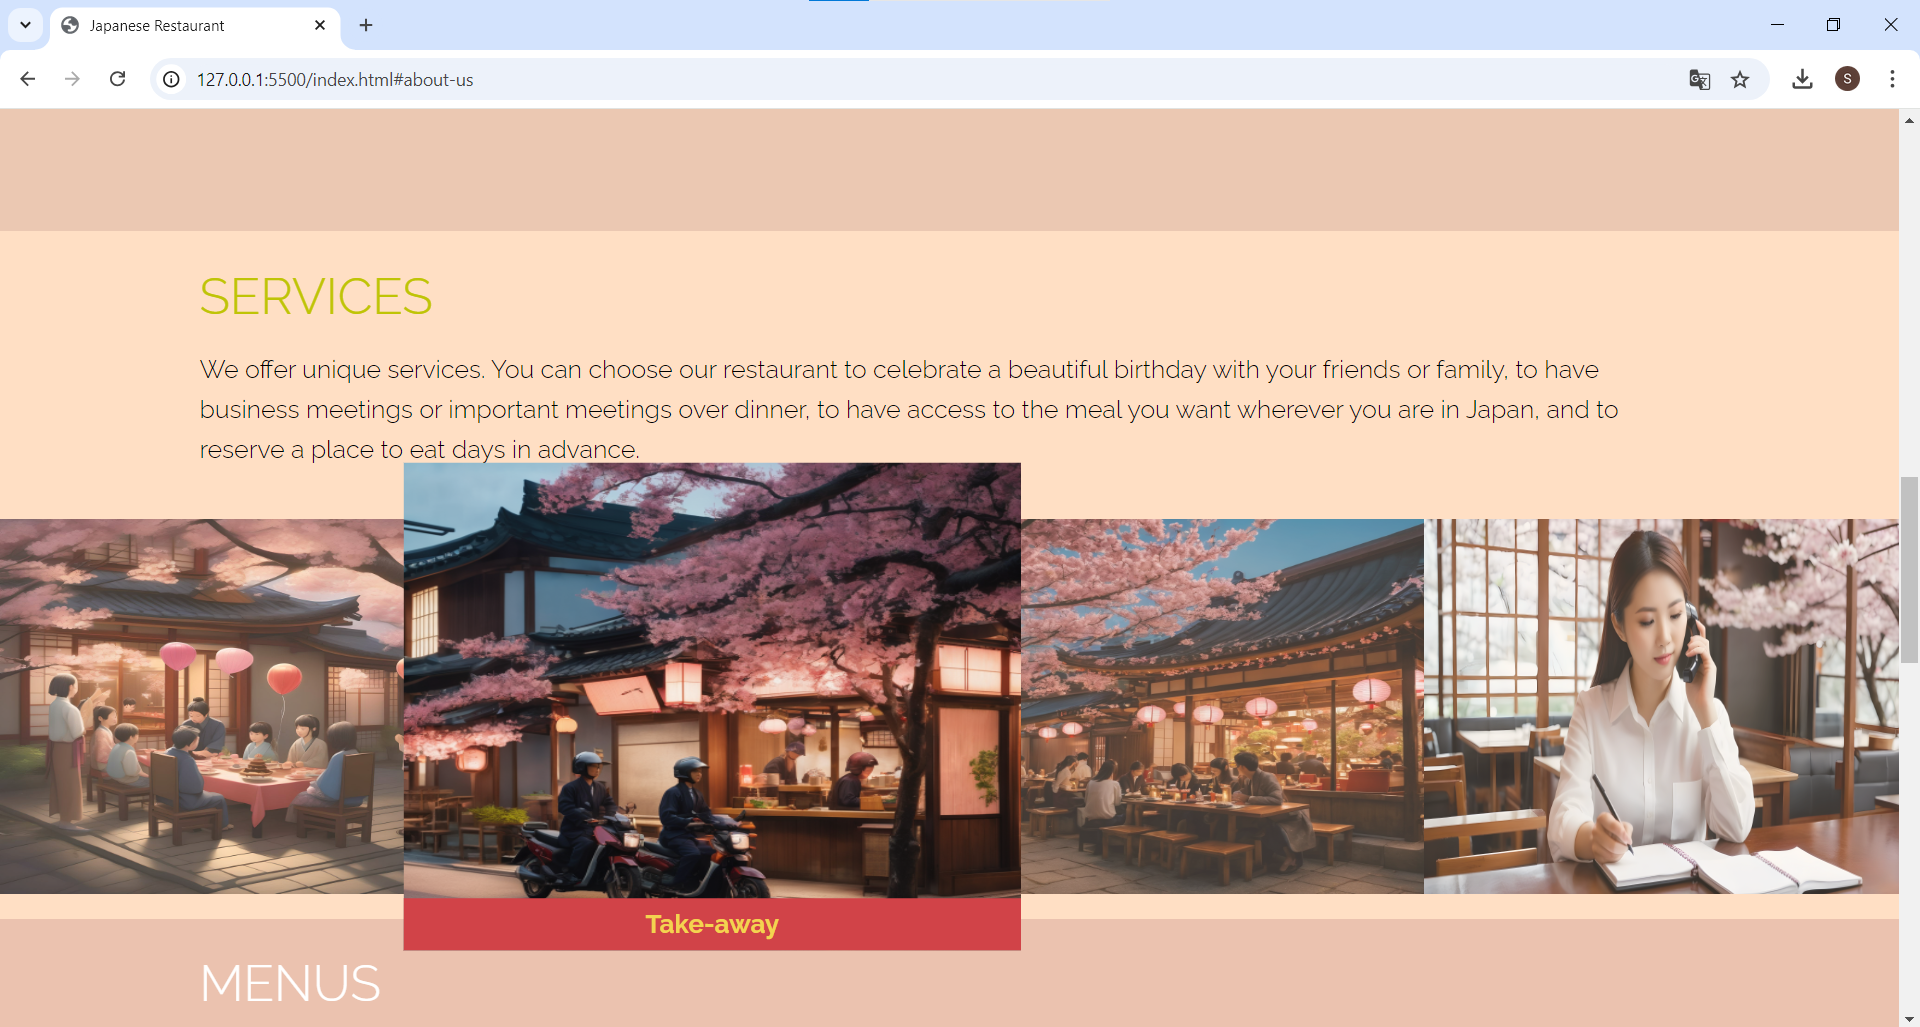 Japanese Restaurant
127.0.0.1:5500/index.html#about-us
S
SERVICES
We offer unique services. You can choose our restaurant to celebrate a beautiful birthday with your friends or family, to have
business meetings or important meetings over dinner, to have access to the meal you want wherever you are in Japan, and to
reserve a place to eat days in advance.
Take-away
MENUS